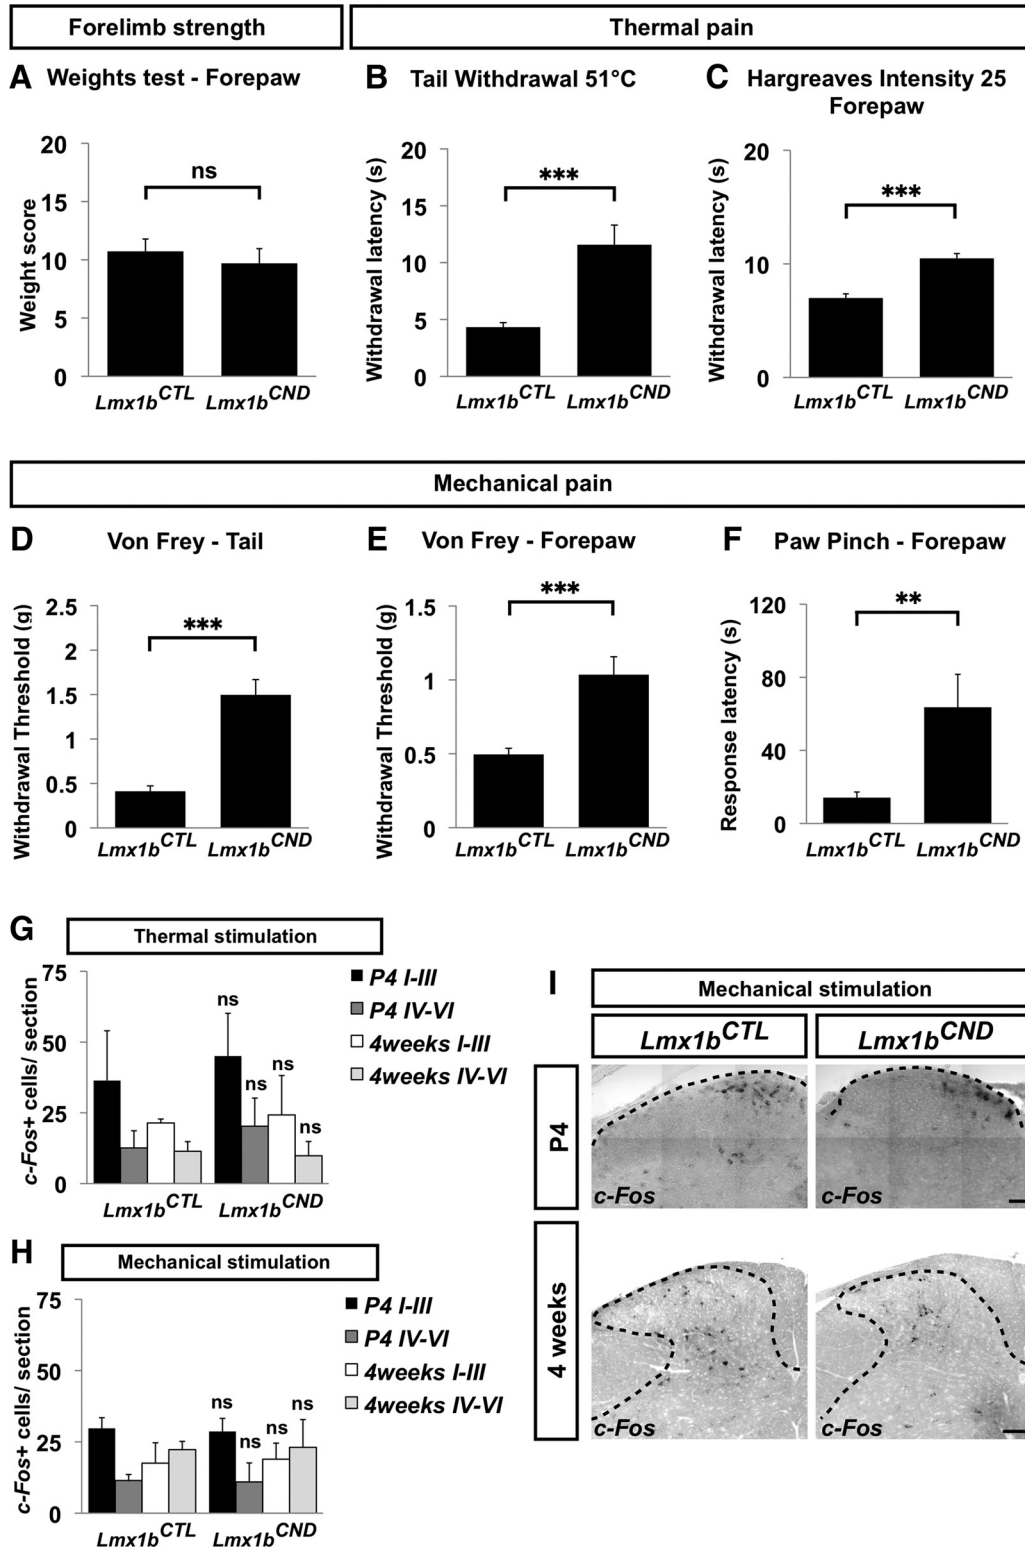 Forelimb strength
Thermal pain
A Weights test - Forepaw
B Tail Withdrawal 51°C
C Hargreaves Intensity 25
Forepaw
Weight score
20
15
10
5
0
ns
Lmx1bCTL Lmx1bCND
Withdrawal latency (s)
20
15
10
5
0
***
Lmx1bCTL Lmx1bCND
Withdrawal latency (s)
20
10
0
***
Lmx1bCTL Lmx1bCND
Mechanical pain
D Von Frey - Tail
E Von Frey - Forepaw
F Paw Pinch - Forepaw
Withdrawal Threshold (g)
2.5
2
1.5
1
0.5
0
***
Lmx1bCTL Lmx1bCND
Withdrawal Threshold (g)
1.5
1
0.5
0
***
Lmx1bCTL Lmx1bCND
Response latency (s)
120
80
40
0
**
Lmx1bCTL Lmx1bCND
G
Thermal stimulation
c-Fos+ cells/ section
75
50
25
0
ns
ns
ns
ns
Lmx1bCTL Lmx1bCND
P4 I-III
P4 IV-VI
4weeks I-III
4weeks IV-VI
H
Mechanical stimulation
c-Fos+ cells/ section
75
50
25
0
ns
ns
ns
ns
Lmx1bCTL Lmx1bCND
P4 I-III
P4 IV-VI
4weeks I-III
4weeks IV-VI
I
Mechanical stimulation
Lmx1bCTL Lmx1bCND
P4
c-Fos c-Fos
4 weeks
c-Fos c-Fos